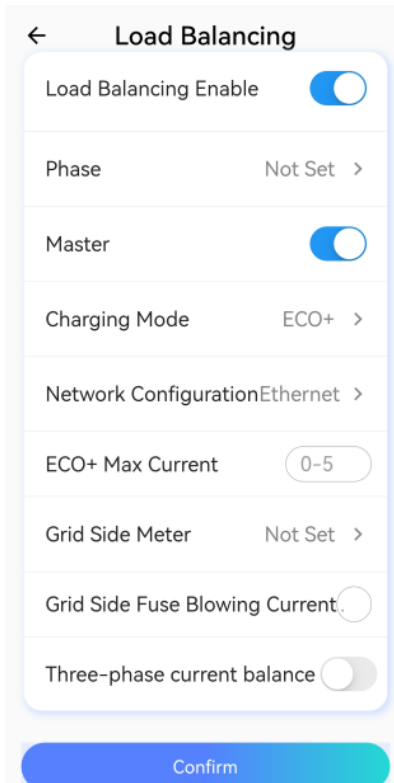 ← Load Balancing
Load Balancing Enable
Phase Not Set >
Master
Charging Mode ECO+ >
Network Configuration Ethernet >
ECO+ Max Current 0-5
Grid Side Meter Not Set >
Grid Side Fuse Blowing Current
Three-phase current balance
Confirm